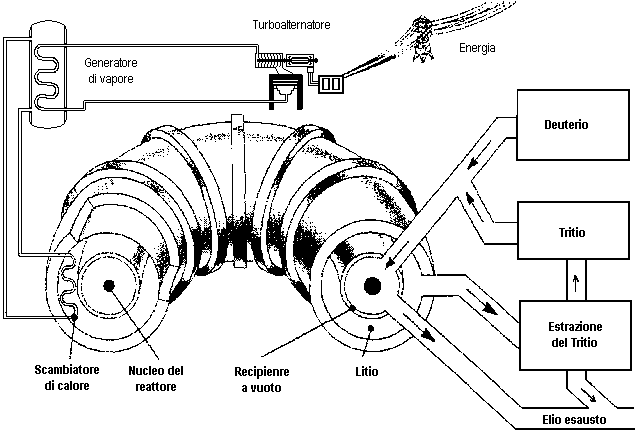 Turboalternatore
Generatore
di vapore
Energia
Deuterio
Tritio
Estrazione
del Tritio
Scambiatore
di calore
Nucleo del
reattore
Recipienre
a vuoto
Litio
Elio esausto